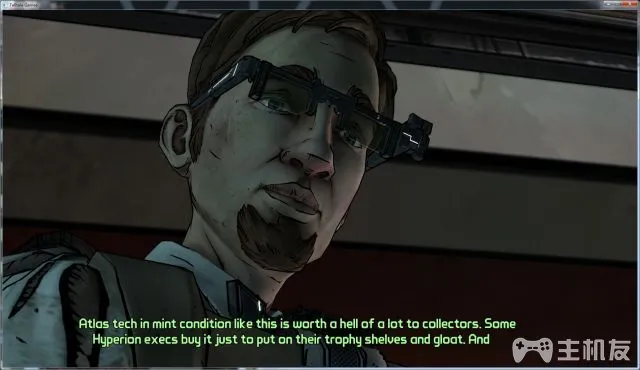 Telltale Games
Atlas tech in mint condition like this is worth a hell of a lot to collectors. Some
Hyperion execs buy it just to put on their trophy shelves and gloat. And
主机友